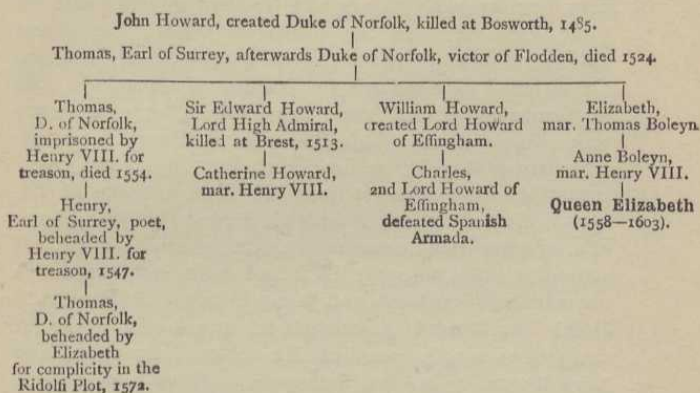 John Howard, created Duke of Norfolk, killed at Bosworth, 1485.
Thomas, Earl of Surrey, afterwards Duke of Norfolk, victor of Flodden, died 1524.
Thomas,
D. of Norfolk,
imprisoned by
Henry VIII. for
treason, died 1554.
Henry,
Earl of Surrey, poet,
beheaded by
Henry VIII. for
treason, 1547.
Thomas,
D. of Norfolk,
beheaded by
Elizabeth
for complicity in the
Ridolfi Plot, 1572.
Sir Edward Howard,
Lord High Admiral,
killed at Brest, 1513.
Catherine Howard,
mar. Henry VIII.
William Howard,
created Lord Howard
of Effingham.
Charles,
2nd Lord Howard of
Effingham,
defeated Spanish
Armada.
Elizabeth,
mar. Thomas Boleyn.
Anne Boleyn,
mar. Henry VIII.
Queen Elizabeth
(1558—1603).